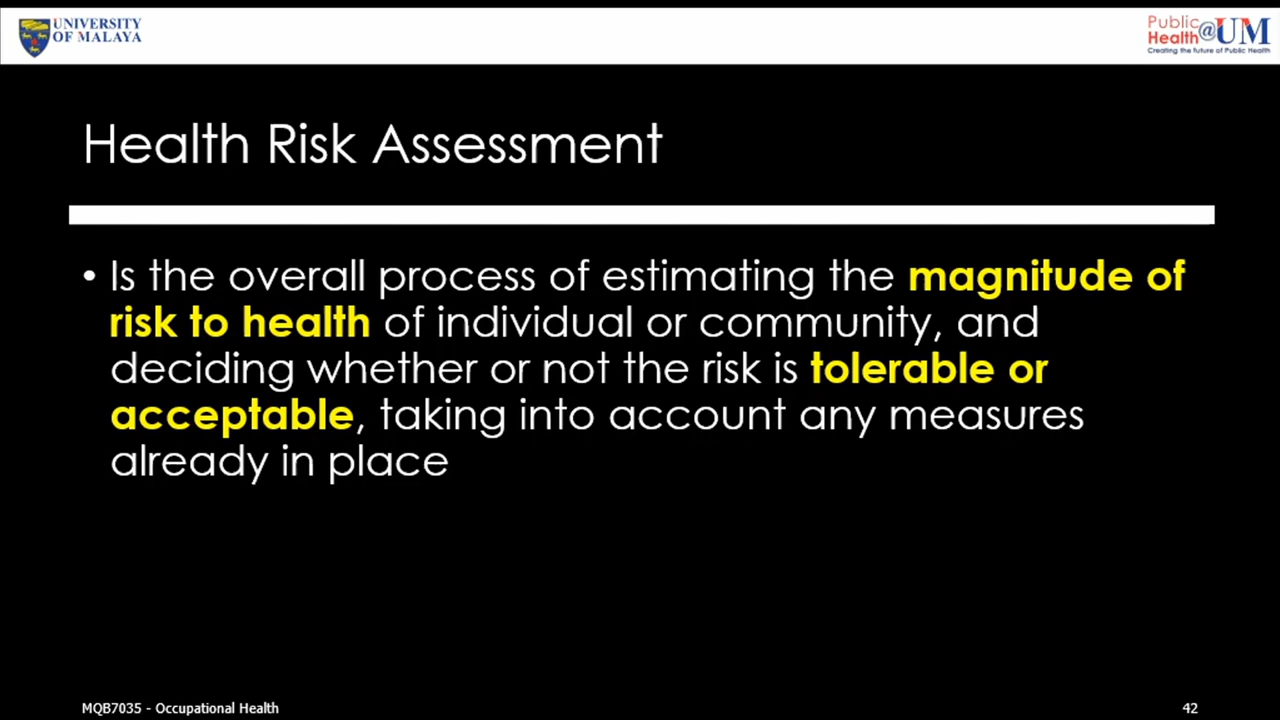 UNIVERSITY
OF MALAYA
Public
Health@UM
Creating the future of Public Health
Health Risk Assessment
• Is the overall process of estimating the magnitude of
risk to health of individual or community, and
deciding whether or not the risk is tolerable or
acceptable, taking into account any measures
already in place
MQB7035 - Occupational Health
42